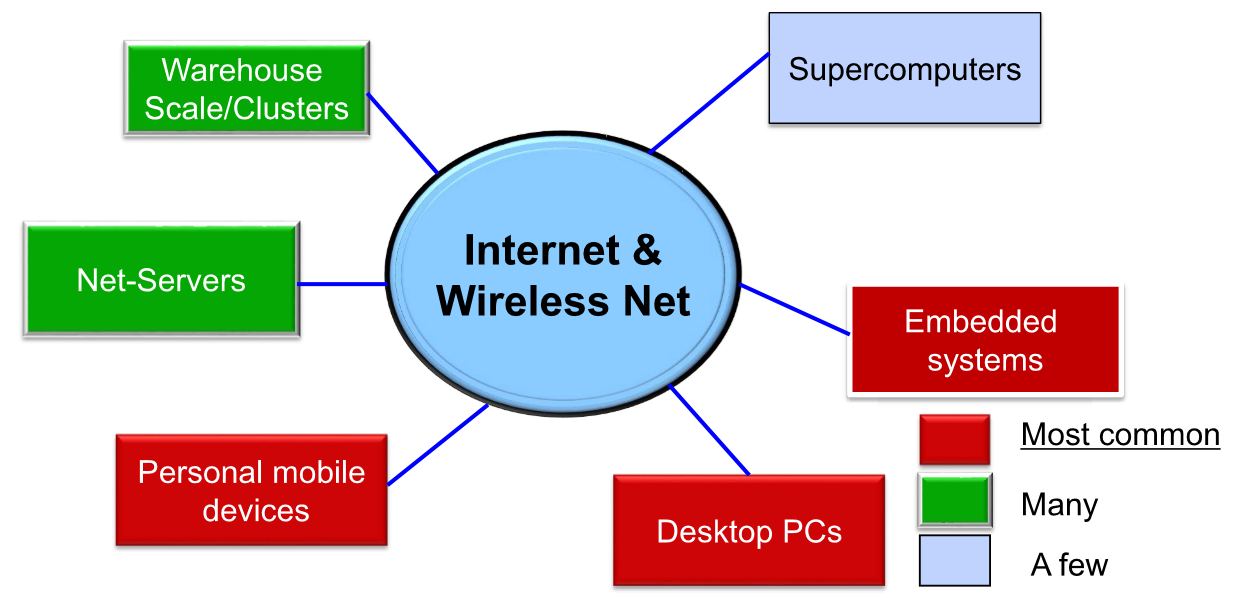 Warehouse
Scale/Clusters
Supercomputers
Internet &
Wireless Net
Net-Servers
Embedded
systems
Personal mobile
devices
Desktop PCs
Most common
Many
A few